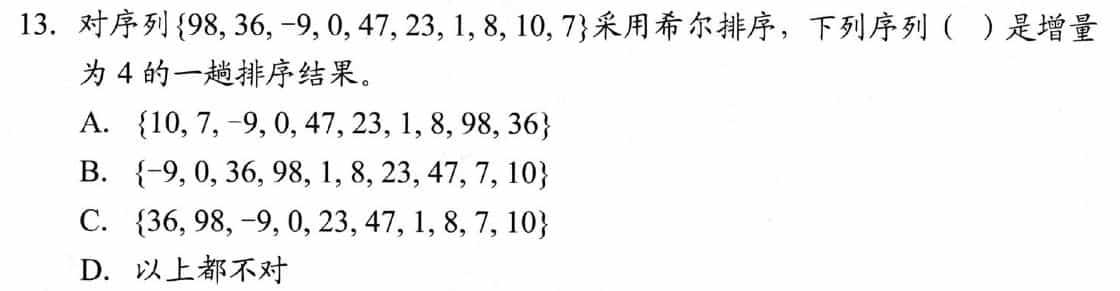 13. 对序列{98, 36, −9, 0, 47, 23, 1, 8, 10, 7}采用希尔排序，下列序列（ ）是增量
为 4 的一趟排序结果。
A. {10, 7, −9, 0, 47, 23, 1, 8, 98, 36}
B. {−9, 0, 36, 98, 1, 8, 23, 47, 7, 10}
C. {36, 98, −9, 0, 23, 47, 1, 8, 7, 10}
D. 以上都不对